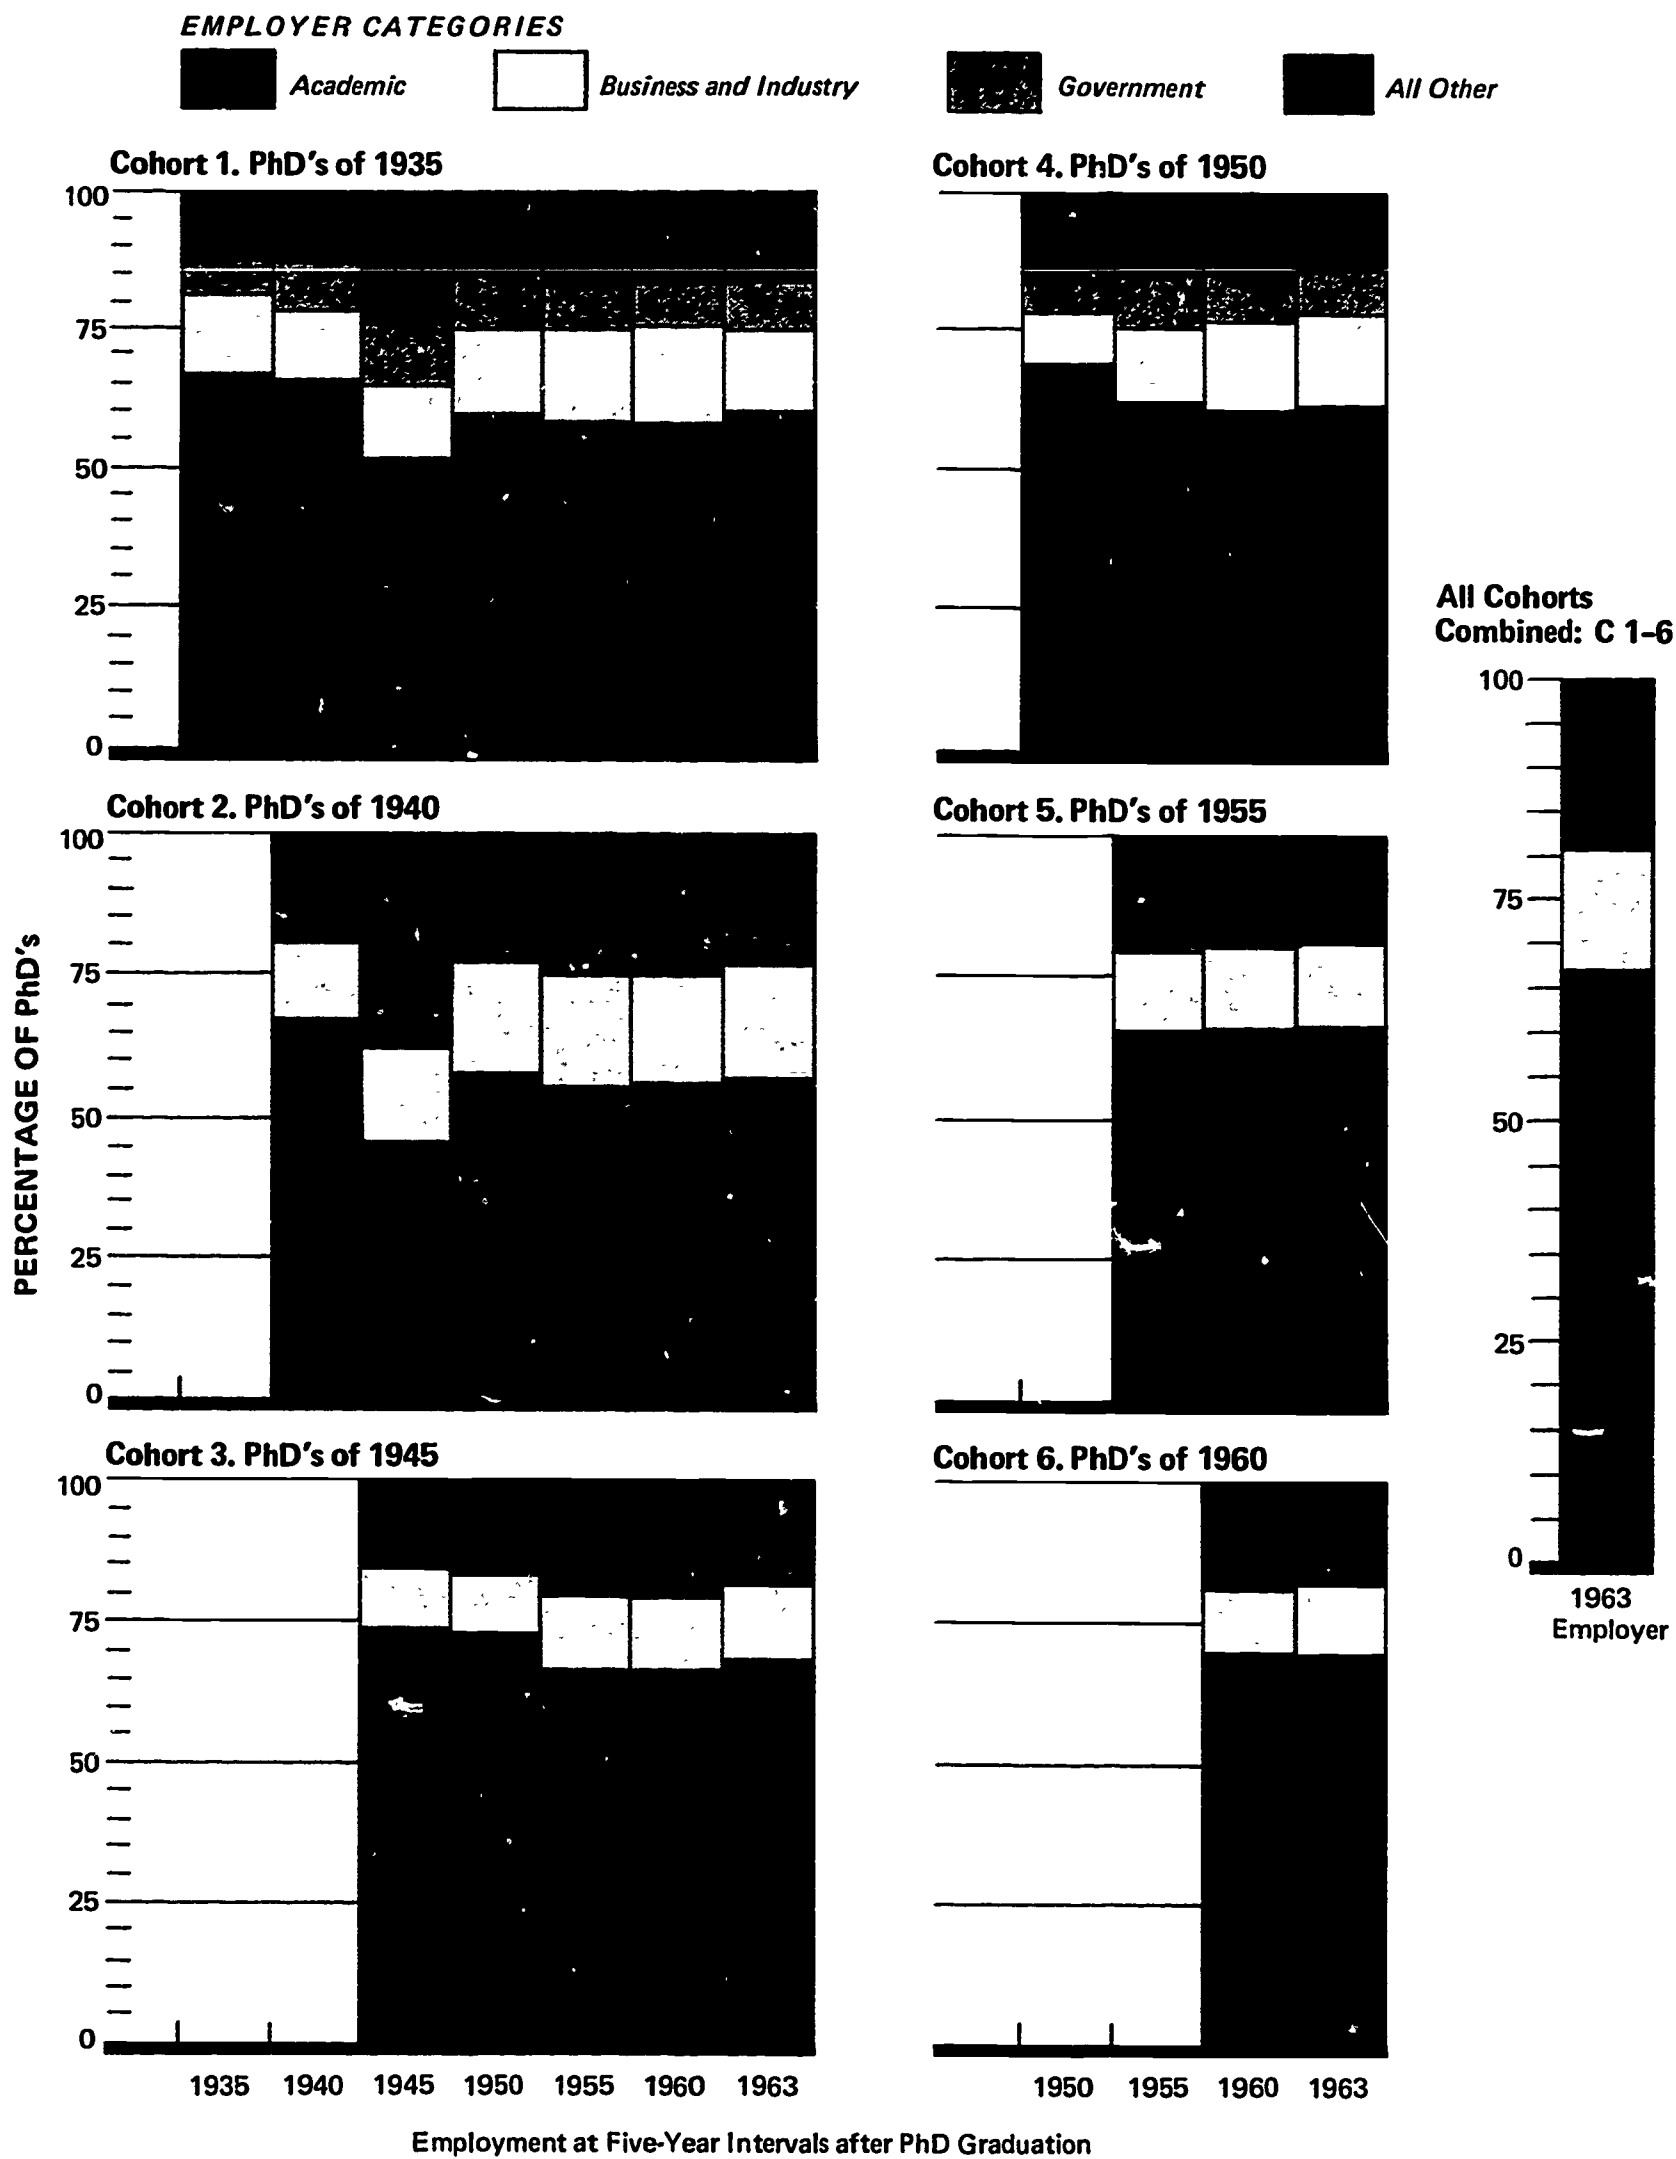 EMPLOYER CATEGORIES
Academic
Business and Industry
Government
All Other
Cohort 1. PhD's of 1935
100
75
50
25
0
Cohort 4. PhD's of 1950
Cohort 2. PhD's of 1940
100
75
50
25
0
Cohort 5. PhD's of 1955
Cohort 3. PhD's of 1945
100
75
50
25
0
Cohort 6. PhD's of 1960
PERCENTAGE OF PhD's
1935 1940 1945 1950 1955 1960 1963
1950 1955 1960 1963
Employment at Five-Year Intervals after PhD Graduation
All Cohorts
Combined: C 1–6
100
75
50
25
0
1963
Employer